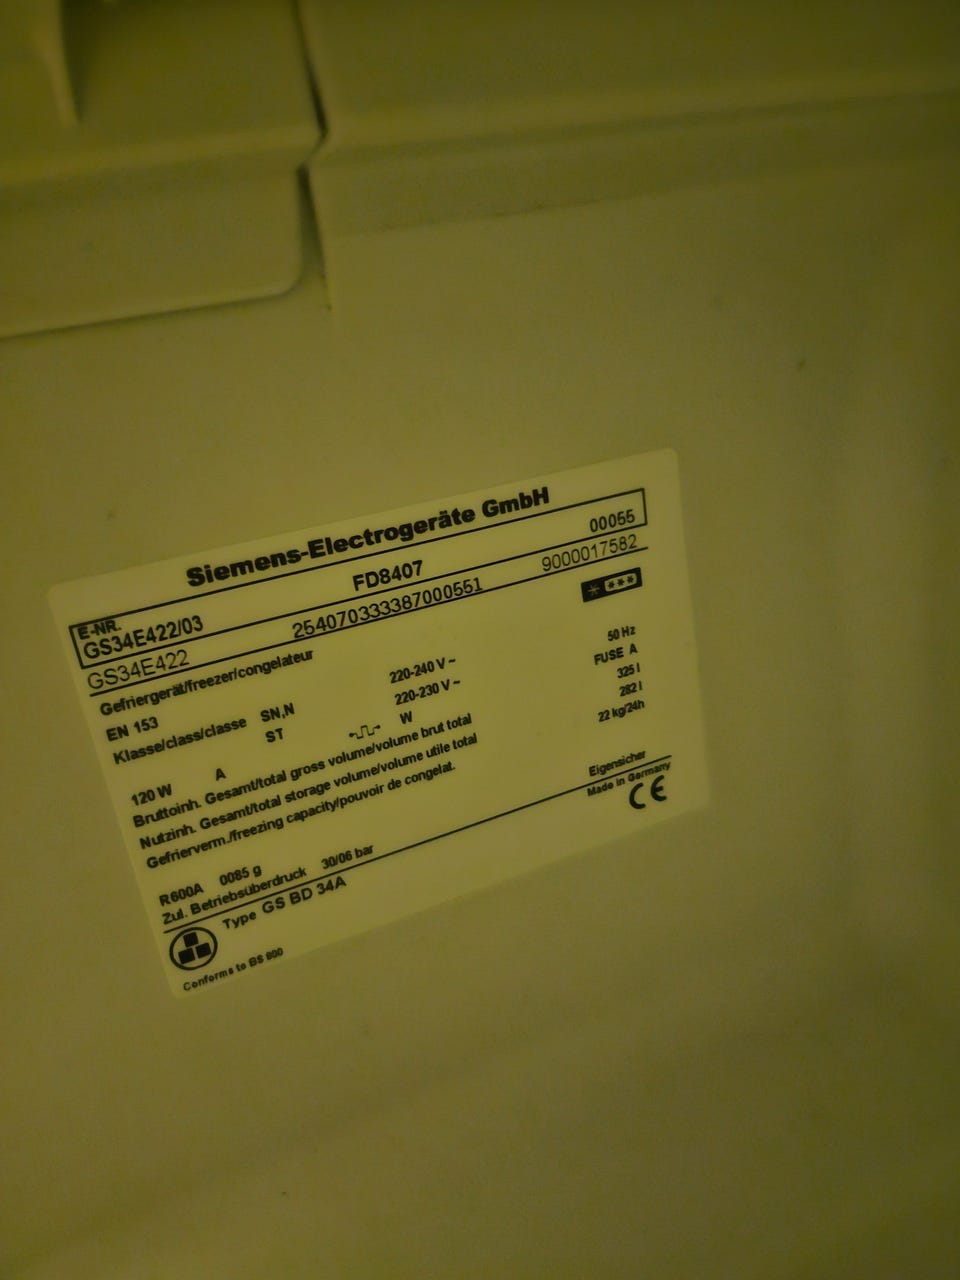 Siemens-Electrogeräte GmbH
E-NR.
GS34E422/03 FD8407 00055
GS34E422 254070333387000551 9000017582
Gefriergerät/freezer/congelateur
EN 153
Klasse/class/classe SN,N 220-240 V ~ 50 Hz
ST 220-230 V ~ FUSE A
120 W A W 325 l
Bruttoinh. Gesamt/total gross volume/volume brut total 282 l
Nutzinh. Gesamt/total storage volume/volume utile total 22 kg/24h
Gefrierverm./freezing capacity/pouvoir de congelat.
R600A 0085 g Eigensicher
Zul. Betriebsüberdruck 30/06 bar Made in Germany
Type GS BD 34A CE
Conforms to BS 800